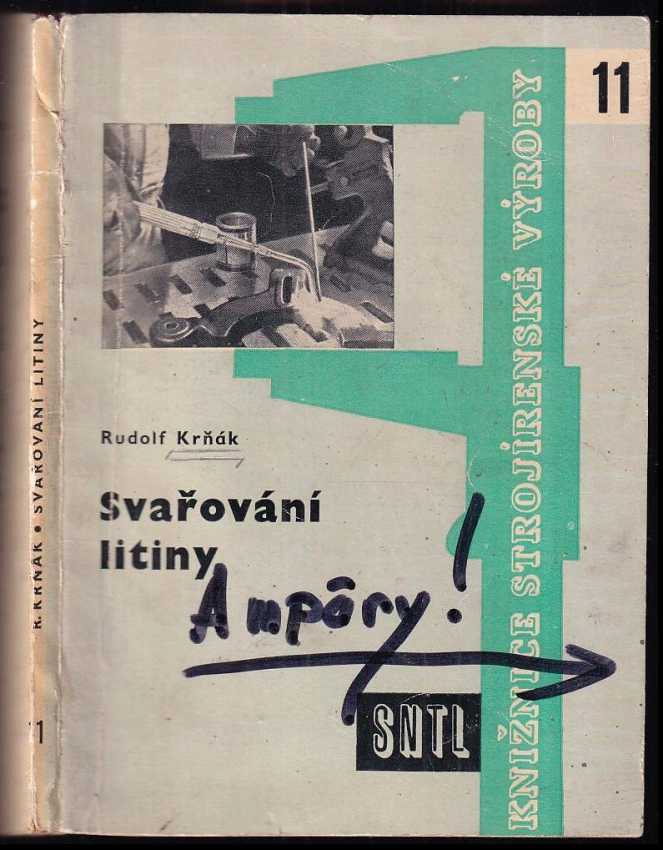 11
KNIŽNICE STROJÍRENSKÉ VÝROBY
Rudolf Krňák
Svařování
litiny
Ampéry!
SNTL
R. KRŇÁK • SVAŘOVÁNÍ LITINY
11